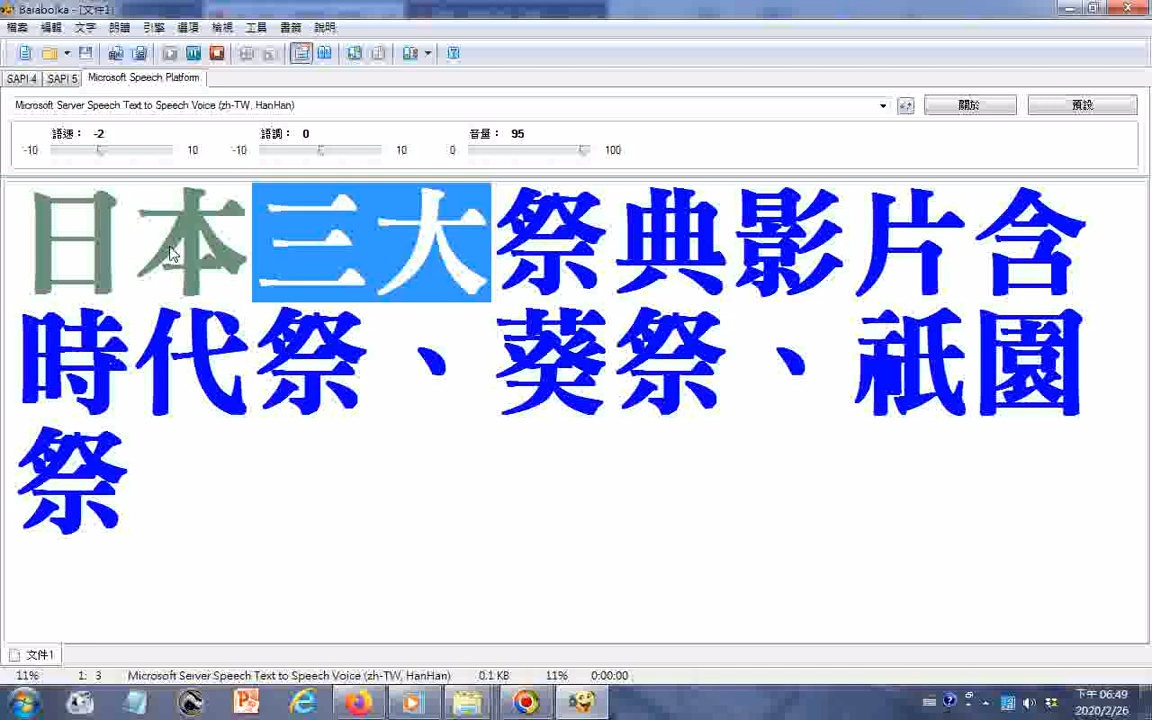 Balabolka - [文件1]
檔案 編輯 文字 朗讀 引擎 選項 檢視 工具 書籤 說明
SAPI 4 SAPI 5 Microsoft Speech Platform
Microsoft Server Speech Text to Speech Voice (zh-TW, HanHan) 關於 預設
語速： -2 語調： 0 音量： 95
-10 10 -10 10 0 100
日本三大祭典影片含
時代祭、葵祭、祇園
祭
文件1
11% 1: 3 Microsoft Server Speech Text to Speech Voice (zh-TW, HanHan) 0.1 KB 11% 0:00:00
下午 06:49
2020/2/26